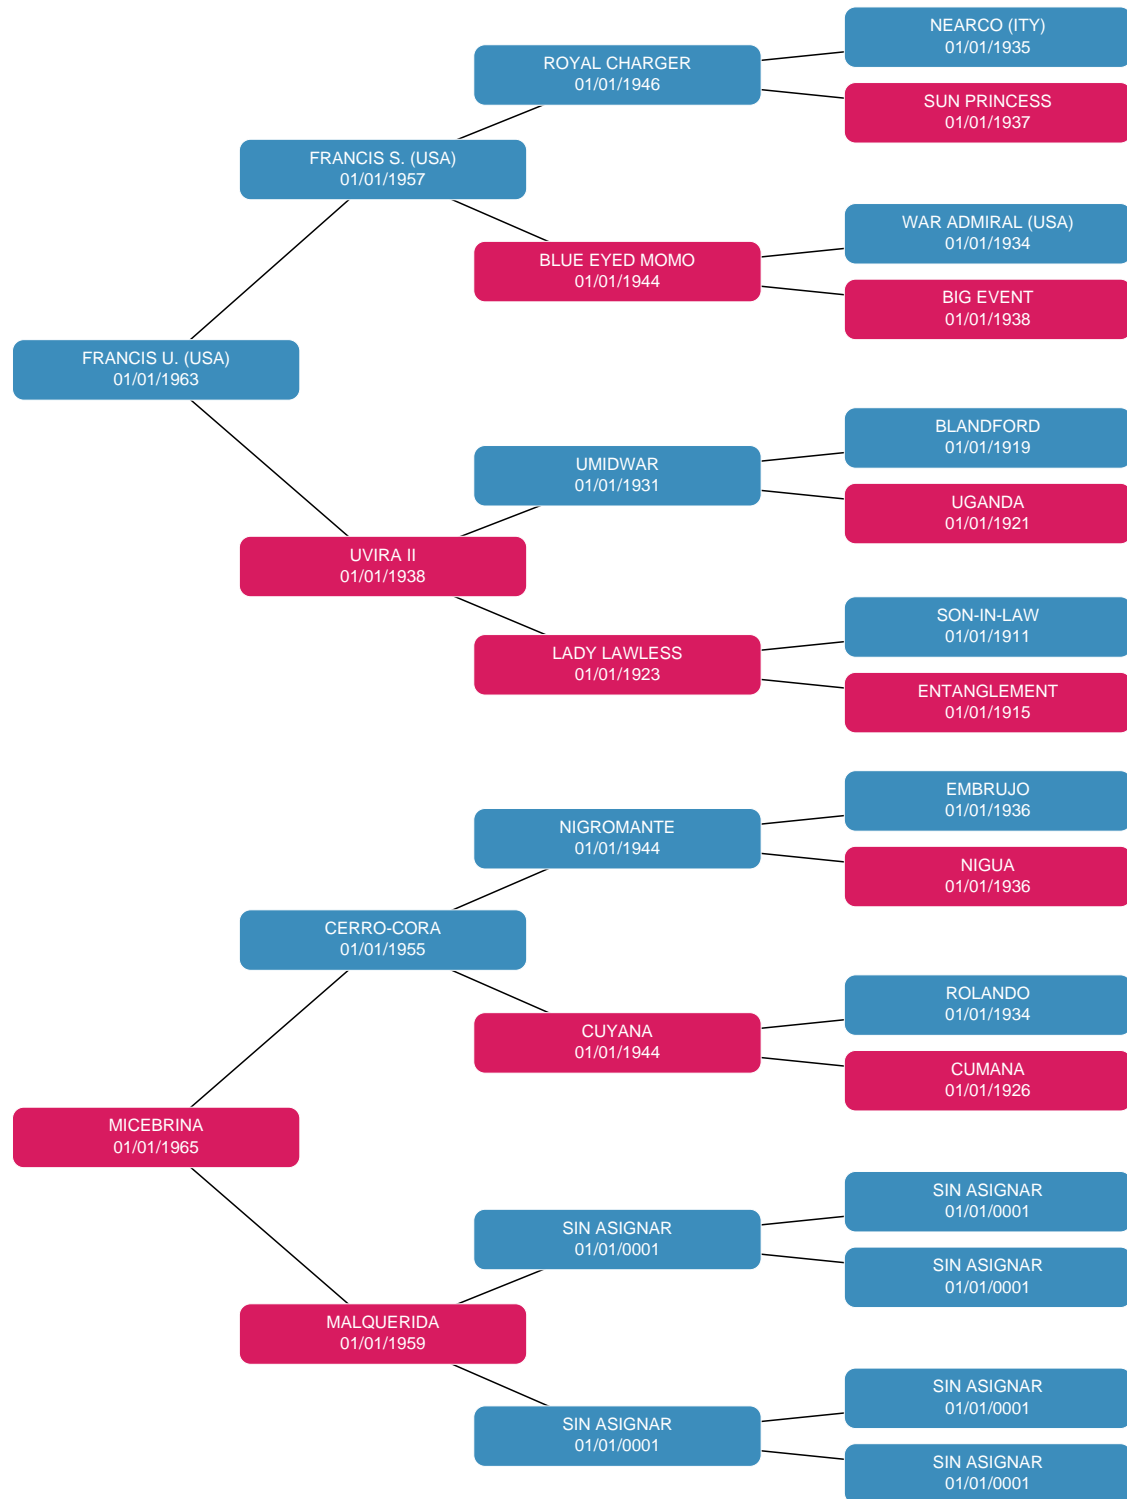 NEARCO (ITY)
01/01/1935
ROYAL CHARGER
01/01/1946
SUN PRINCESS
01/01/1937
FRANCIS S. (USA)
01/01/1957
WAR ADMIRAL (USA)
01/01/1934
BLUE EYED MOMO
01/01/1944
BIG EVENT
01/01/1938
FRANCIS U. (USA)
01/01/1963
BLANDFORD
01/01/1919
UMIDWAR
01/01/1931
UGANDA
01/01/1921
UVIRA II
01/01/1938
SON-IN-LAW
01/01/1911
LADY LAWLESS
01/01/1923
ENTANGLEMENT
01/01/1915
EMBRUJO
01/01/1936
NIGROMANTE
01/01/1944
NIGUA
01/01/1936
CERRO-CORA
01/01/1955
ROLANDO
01/01/1934
CUYANA
01/01/1944
CUMANA
01/01/1926
MICEBRINA
01/01/1965
SIN ASIGNAR
01/01/0001
SIN ASIGNAR
01/01/0001
SIN ASIGNAR
01/01/0001
MALQUERIDA
01/01/1959
SIN ASIGNAR
01/01/0001
SIN ASIGNAR
01/01/0001
SIN ASIGNAR
01/01/0001